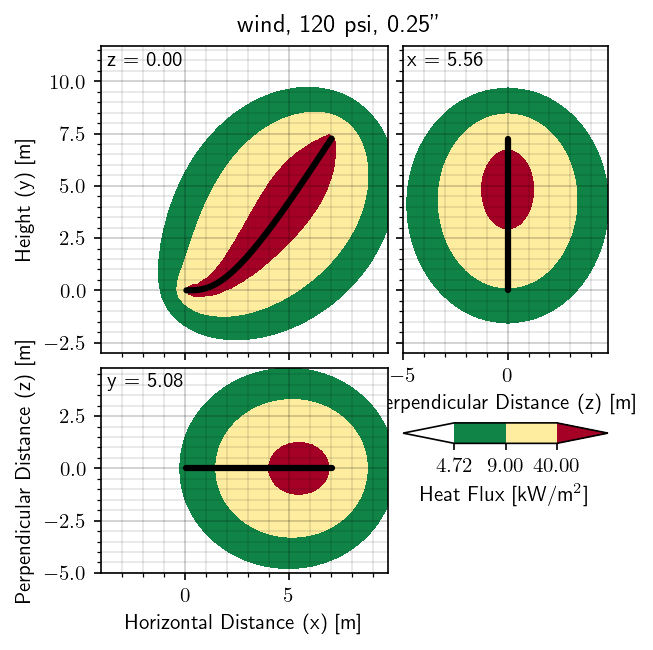 wind, 120 psi, 0.25"
z = 0.00
x = 5.56
Height (y) [m]
10.0
7.5
5.0
2.5
0.0
−2.5
−5
0
erpendicular Distance (z) [m]
y = 5.08
Perpendicular Distance (z) [m]
2.5
0.0
−2.5
−5.0
0
5
Horizontal Distance (x) [m]
4.72 9.00 40.00
Heat Flux [kW/m²]